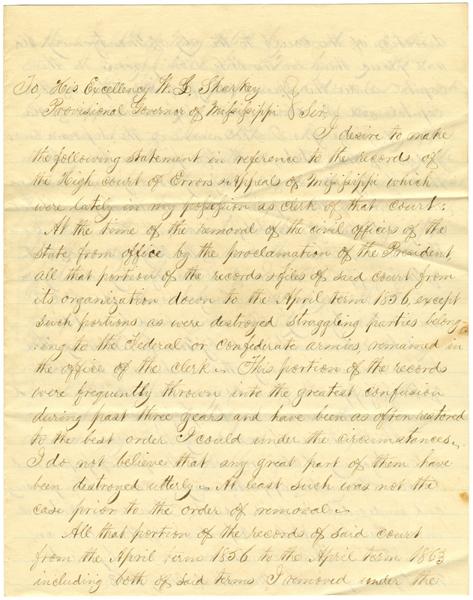 To, His Excellency W. L. Sharkey
Provisional Governor of Mississippi } Sir,
I desire to make
the following statement in reference to the records of
the High court of Errors & Appeal of Mississippi which
were lately in my possession as clerk of that court:
At the time of the removal of the civil officers of the
State from office by the proclamation of the President,
all that portion of the records & files of said court from
its organization down to the April term 1856, except
such portions as were destroyed straggling parties belong-
ing to the Federal or Confederate armies, remained in
the office of the clerk. This portion of the records
were frequntly thrown into the greatest confusion
during past three years and have been as often restored
to the best order I could under the circumstances.
I do not believe that any great part of them have
been destroyed utterly. At least such was not the
case prior to the order of removal.
All that portion of the records of said court
from the April term 1856 to the April term 1863
including both of said terms I removed under the